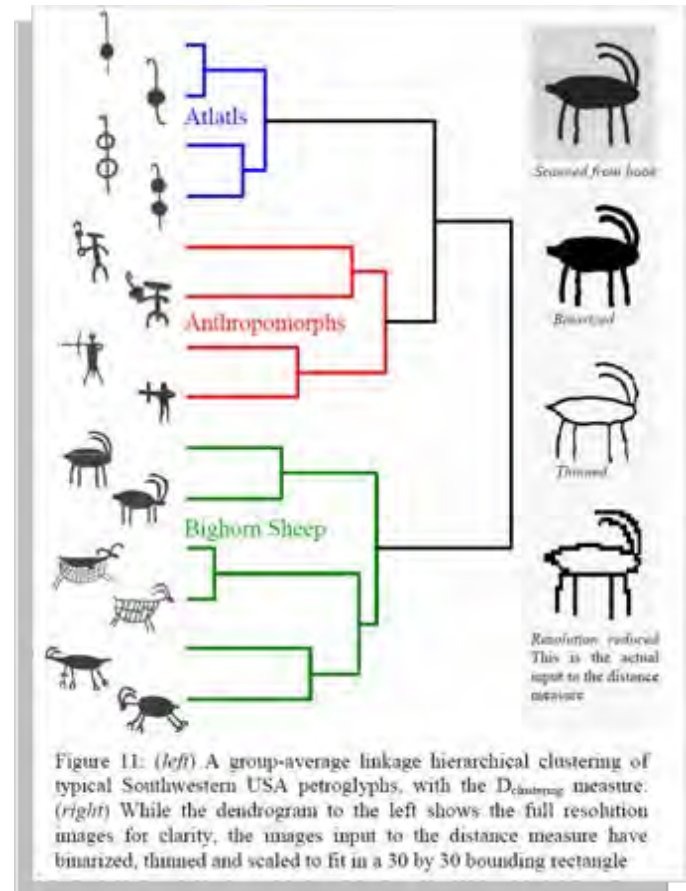 Atlatls
Anthropomorphs
Bighorn Sheep
Scanned from book
Binarized
Thinned
Resolution reduced
This is the actual
input to the distance
measure
Figure 11: (left) A group-average linkage hierarchical clustering of
typical Southwestern USA petroglyphs, with the Dclustering measure.
(right) While the dendrogram to the left shows the full resolution
images for clarity, the images input to the distance measure have
binarized, thinned and scaled to fit in a 30 by 30 bounding rectangle